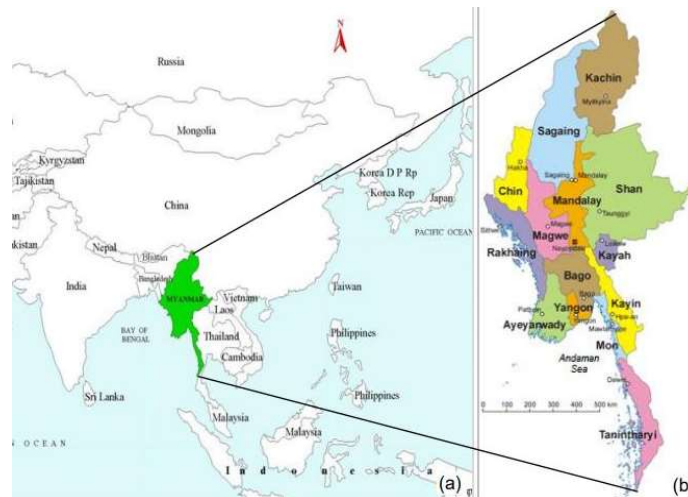 Russia
Mongolia
Kyrgyzstan
Tajikistan
China
Korea D P Rp
Korea Rep
Japan
PACIFIC OCEAN
Nepal
Bhutan
Bangladesh
India
MYANMAR
Vietnam
Laos
Taiwan
BAY OF
BENGAL
Thailand
Cambodia
Philippines
Sri Lanka
Philippines
Malaysia
Malaysia
N OCEAN
Indonesia
(a)
Kachin
Myitkyina
Sagaing
Hakha
Sagaing
Mandalay
Chin
Shan
Mandalay
Taunggyi
Magwe
Magwe
Sittwe
Loikaw
Rakhaing
Kayah
Bago
Bago
Kayin
Pathein
Yangon
Yangon
Hpa-an
Ayeyarwady
Mon
Andaman
Sea
Dawei
0 100 200 300 400 500 km
Tanintharyi
(b)